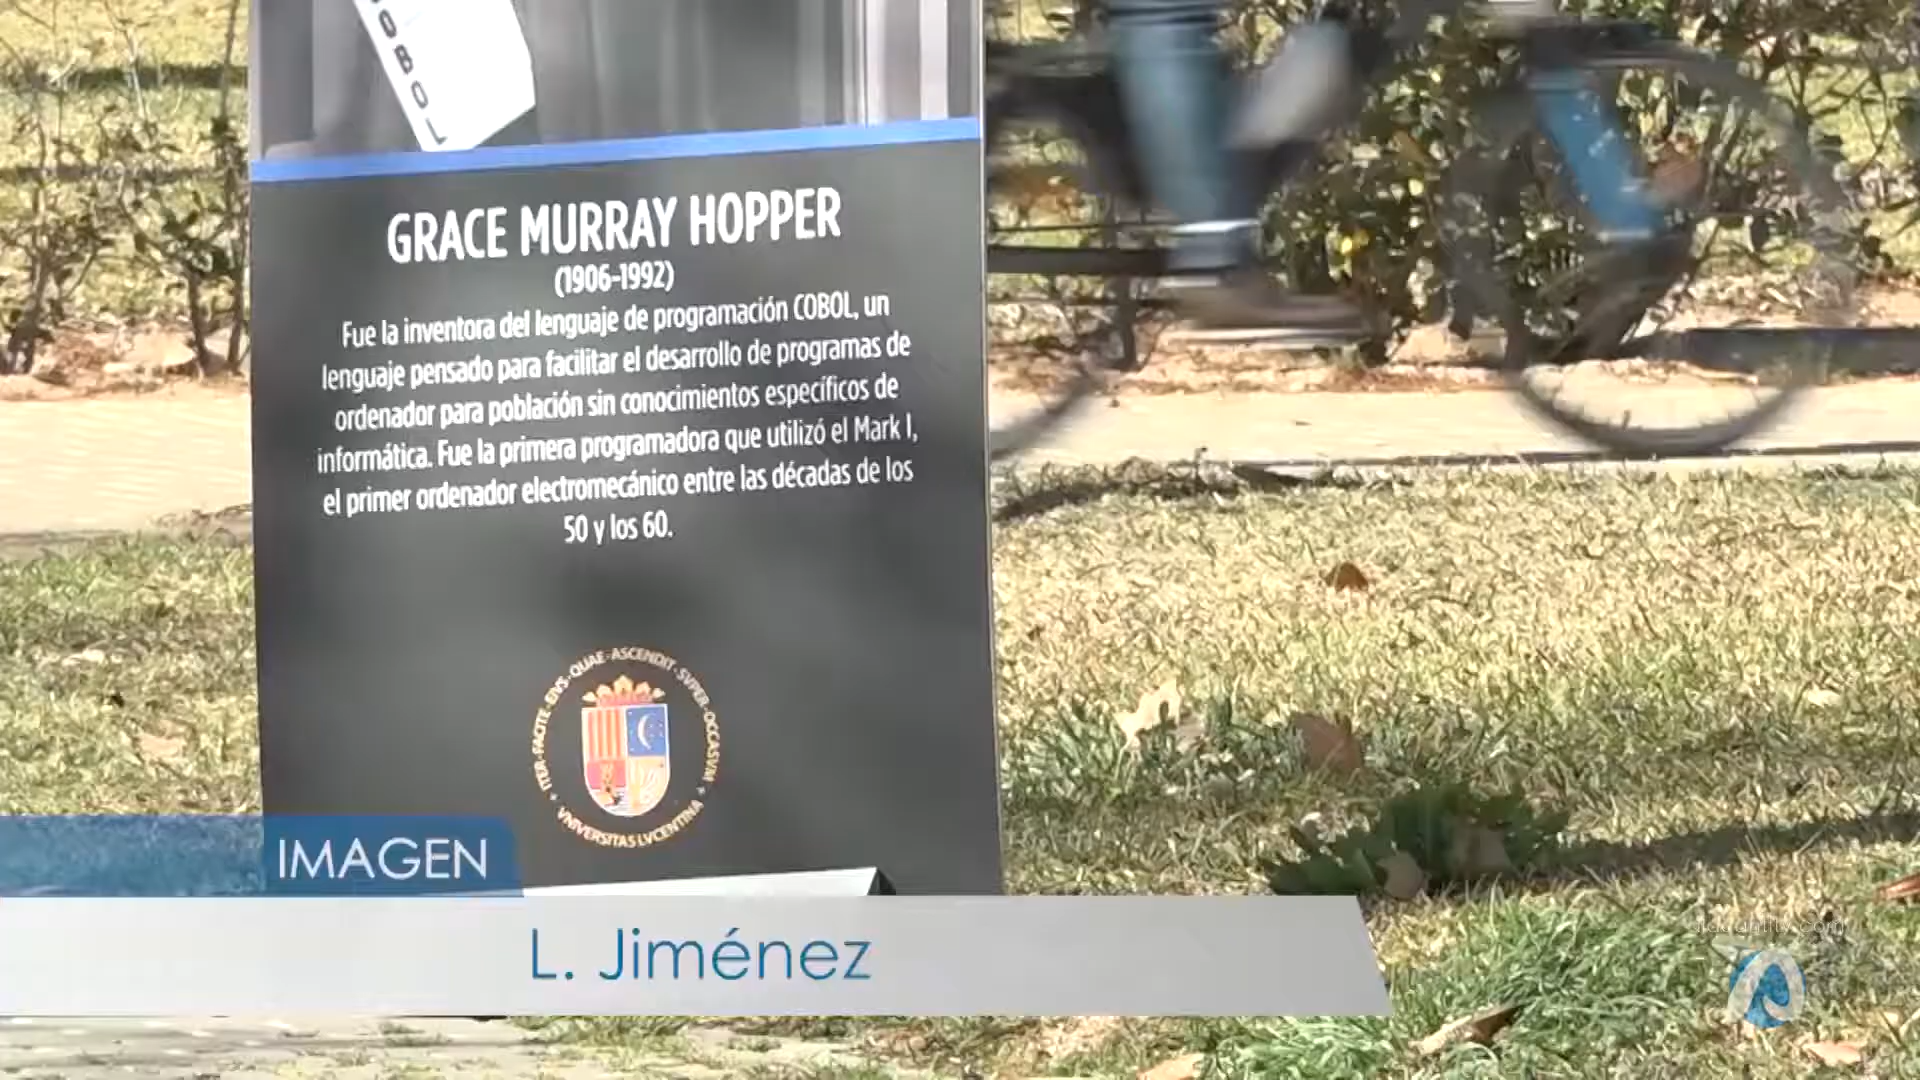 COBOL
GRACE MURRAY HOPPER
(1906-1992)
Fue la inventora del lenguaje de programación COBOL, un
lenguaje pensado para facilitar el desarrollo de programas de
ordenador para población sin conocimientos específicos de
informática. Fue la primera programadora que utilizó el Mark I,
el primer ordenador electromecánico entre las décadas de los
50 y los 60.
ITER·FACITE·EIVS·QUAE·ASCENDIT·SVPER·OCCASVM
VNIVERSITAS LVCENTINA
IMAGEN
L. Jiménez